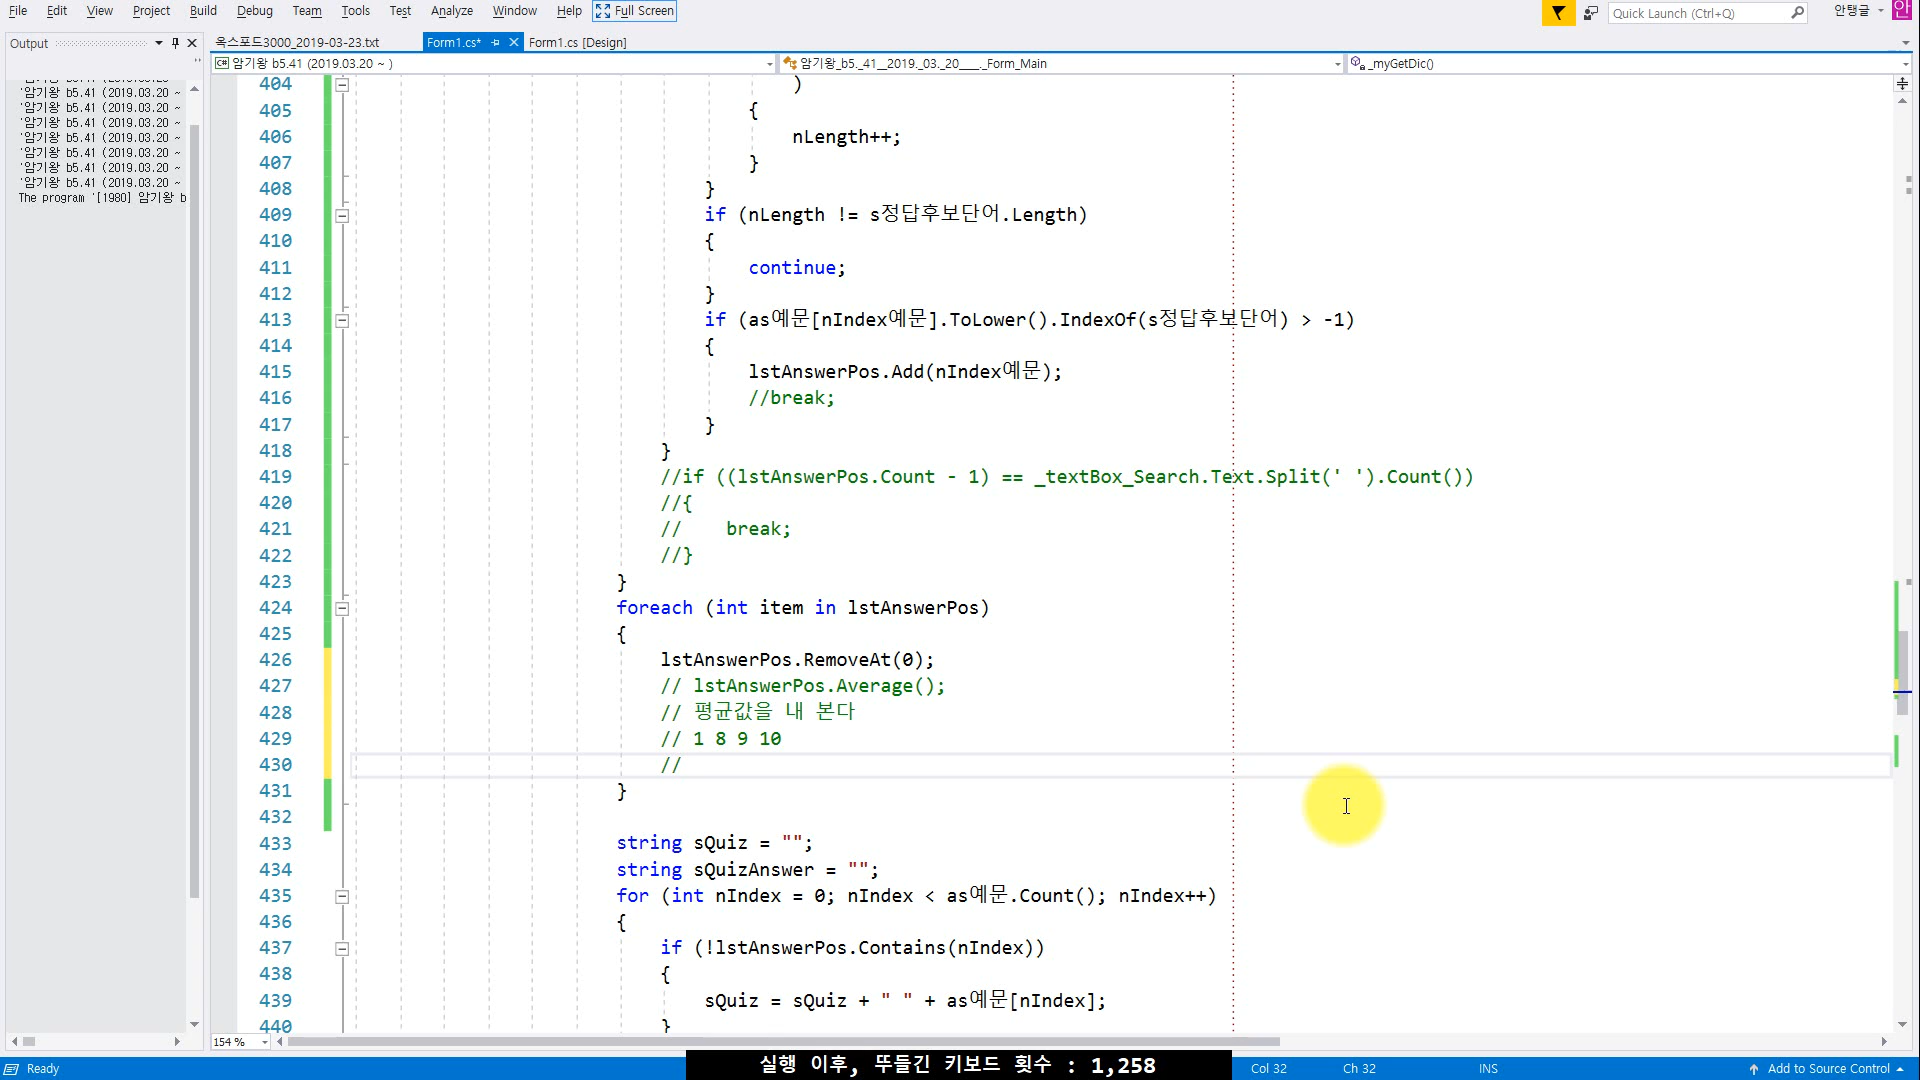 File Edit View Project Build Debug Team Tools Test Analyze Window Help Full Screen
Quick Launch (Ctrl+Q)
안탱글
안
Output
옥스포드3000_2019-03-23.txt
Form1.cs*
Form1.cs [Design]
암기왕 b5.41 (2019.03.20 ~ )
암기왕_b5._41__2019._03._20____._Form_Main
_myGetDic()
'암기왕 b5.41 (2019.03.20 ~
'암기왕 b5.41 (2019.03.20 ~
'암기왕 b5.41 (2019.03.20 ~
'암기왕 b5.41 (2019.03.20 ~
'암기왕 b5.41 (2019.03.20 ~
'암기왕 b5.41 (2019.03.20 ~
'암기왕 b5.41 (2019.03.20 ~
'암기왕 b5.41 (2019.03.20 ~
The program '[1980] 암기왕 b
404 )
405 {
406 nLength++;
407 }
408 }
409 if (nLength != s정답후보단어.Length)
410 {
411 continue;
412 }
413 if (as예문[nIndex예문].ToLower().IndexOf(s정답후보단어) > -1)
414 {
415 lstAnswerPos.Add(nIndex예문);
416 //break;
417 }
418 }
419 //if ((lstAnswerPos.Count - 1) == _textBox_Search.Text.Split(' ').Count())
420 //{
421 // break;
422 //}
423 }
424 foreach (int item in lstAnswerPos)
425 {
426 lstAnswerPos.RemoveAt(0);
427 // lstAnswerPos.Average();
428 // 평균값을 내 본다
429 // 1 8 9 10
430 //
431 }
432
433 string sQuiz = "";
434 string sQuizAnswer = "";
435 for (int nIndex = 0; nIndex < as예문.Count(); nIndex++)
436 {
437 if (!lstAnswerPos.Contains(nIndex))
438 {
439 sQuiz = sQuiz + " " + as예문[nIndex];
440 }
154 %
Ready
실행 이후, 뚜들긴 키보드 횟수 : 1,258
Col 32
Ch 32
INS
Add to Source Control